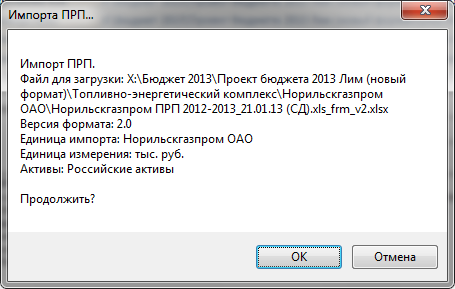 Импорта ПРП...
Импорт ПРП.
Файл для загрузки: X:\Бюджет 2013\Проект бюджета 2013 Лим (новый
формат)\Топливно-энергетический комплекс\Норильскгазпром
ОАО\Норильскгазпром ПРП 2012-2013_21.01.13 (СД).xls_frm_v2.xlsx
Версия формата: 2.0
Единица импорта: Норильскгазпром ОАО
Единица измерения: тыс. руб.
Активы: Российские активы
Продолжить?
ОК
Отмена